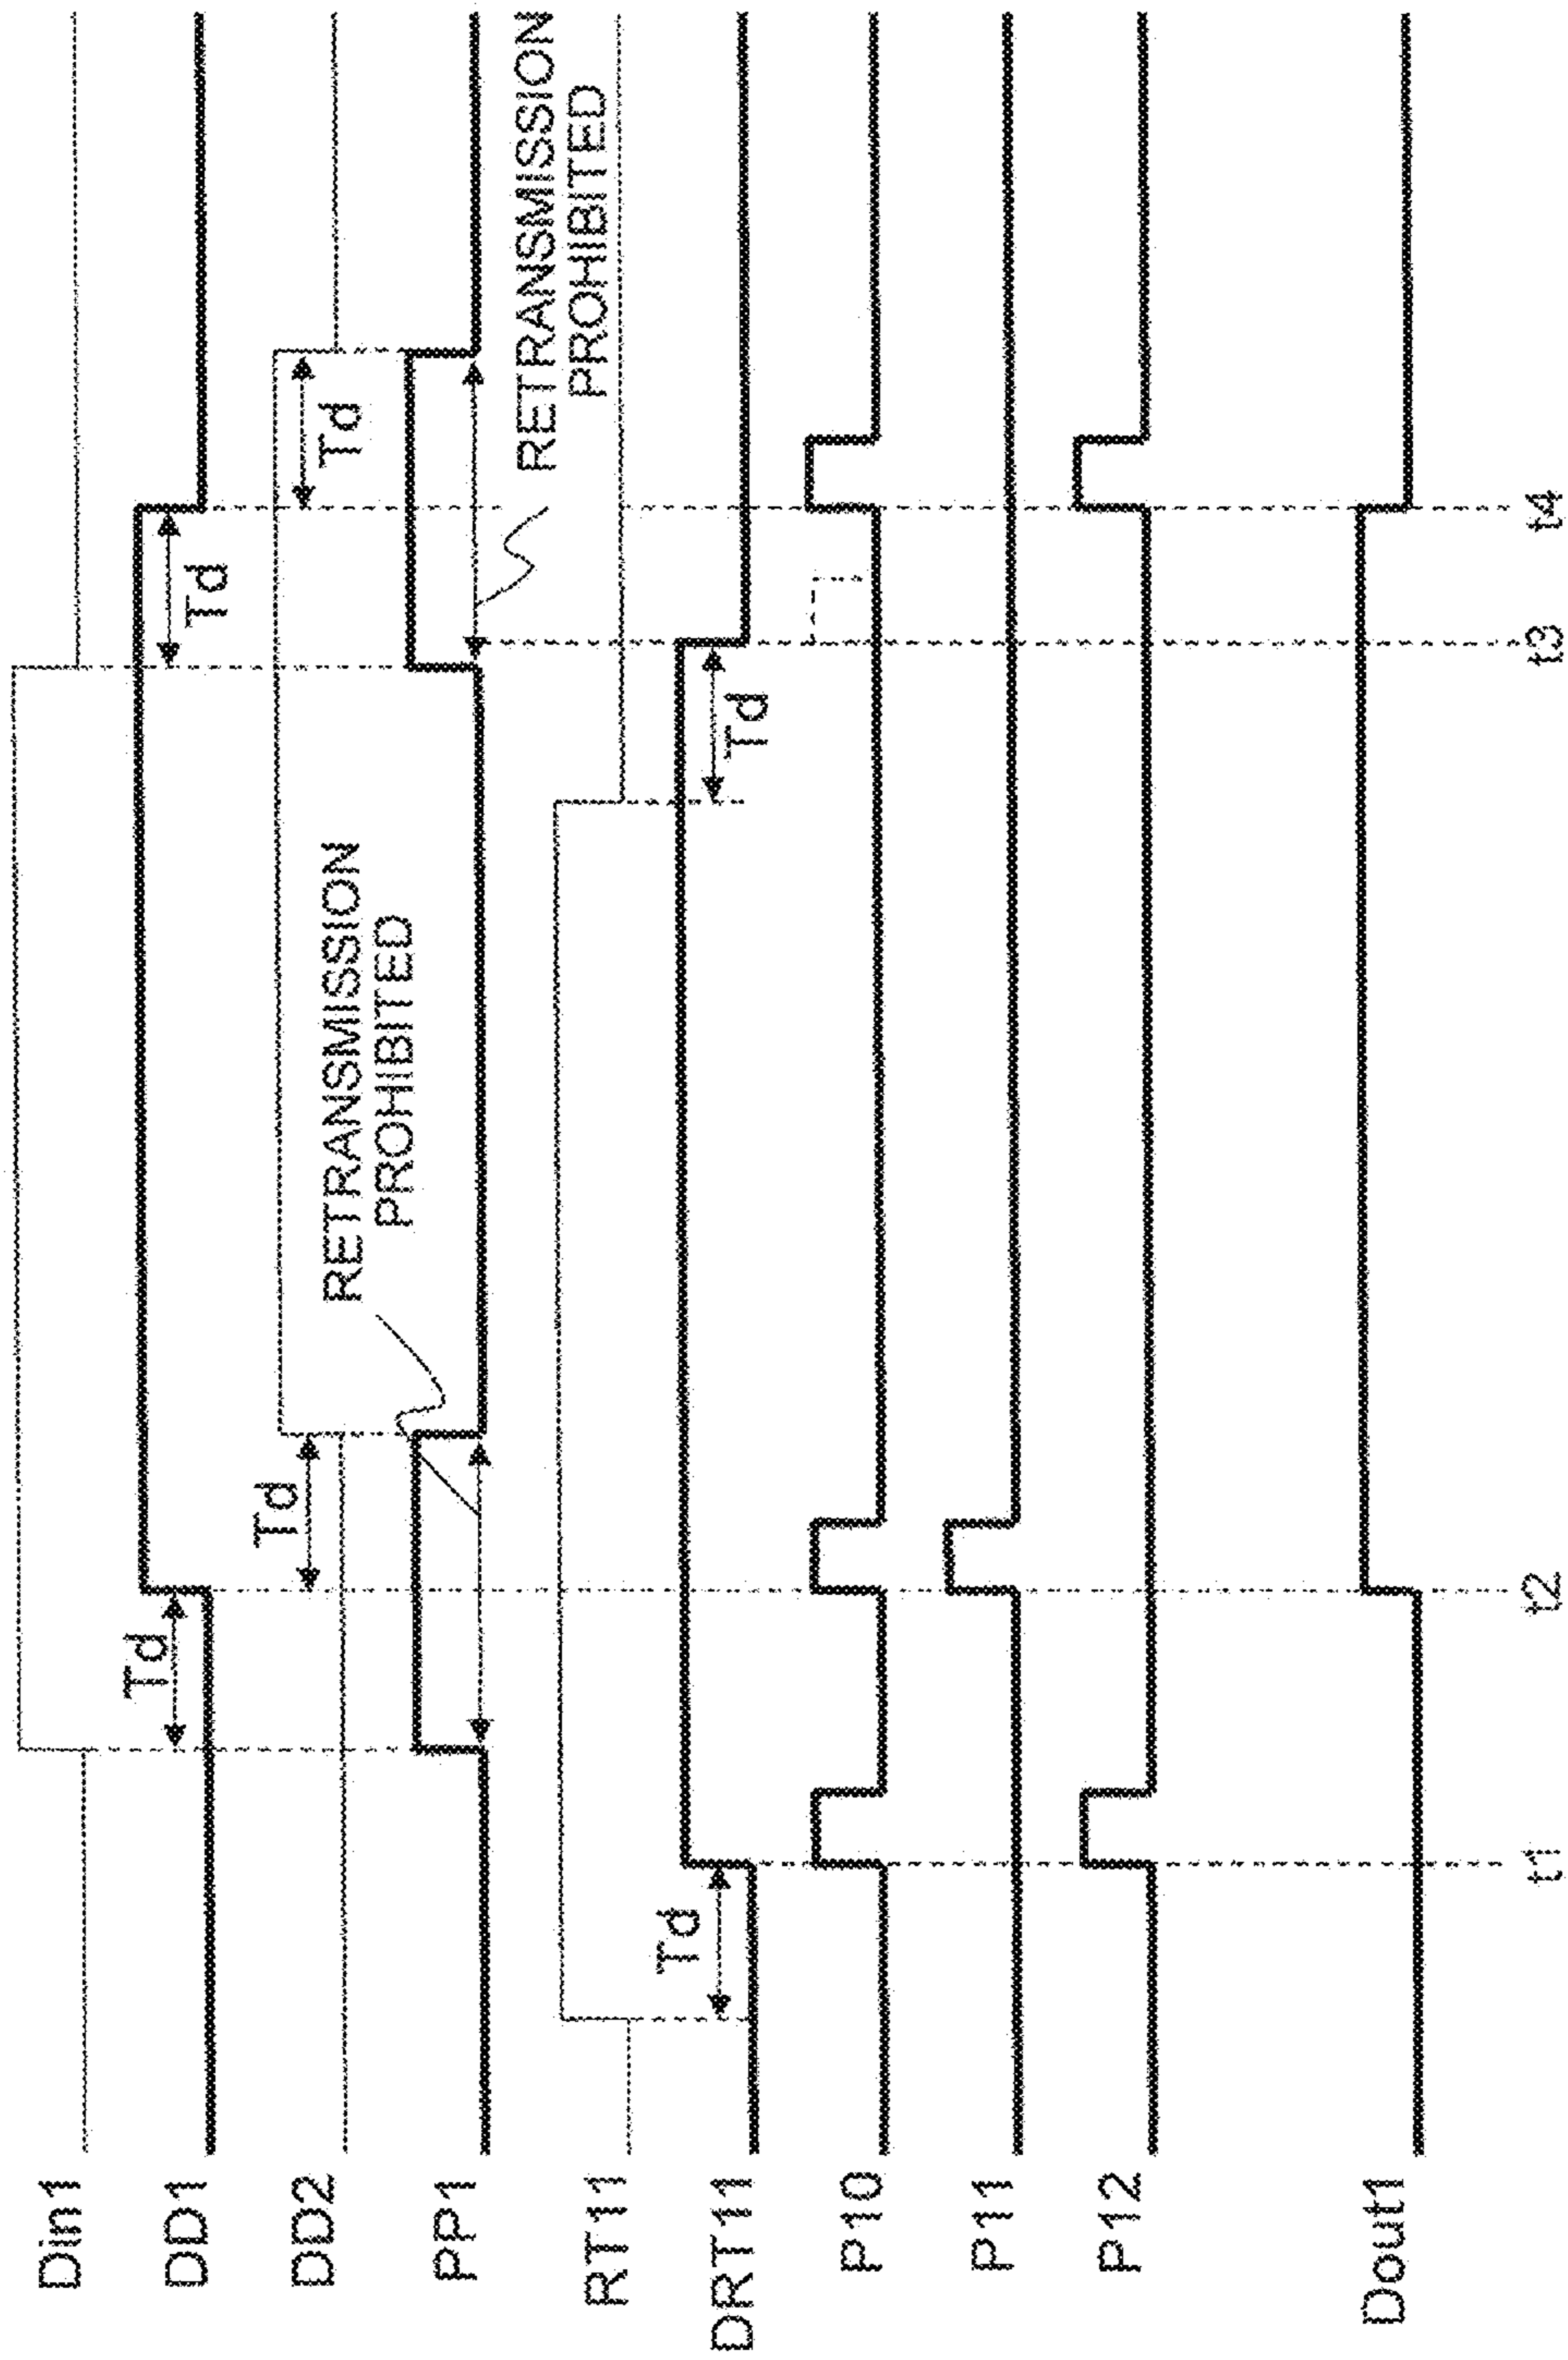 Din1
Td
Td
DD1
Td
Td
DD2
RETRANSMISSION
PROHIBITED
PP1
RETRANSMISSION
PROHIBITED
RT11
Td
Td
DRT11
P10
P11
P12
Dout1
t1
t2
t3
t4